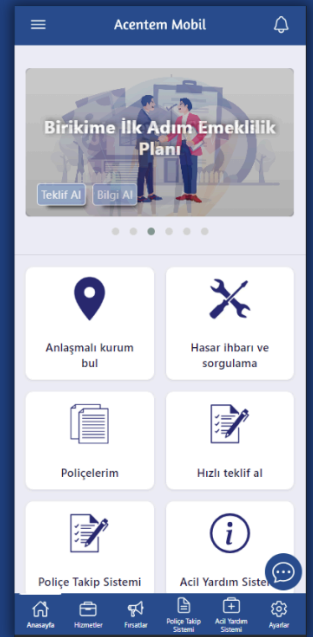 Acentem Mobil
Birikime İlk Adım Emeklilik
Planı
Teklif Al Bilgi Al
Anlaşmalı kurum
bul
Hasar ihbarı ve
sorgulama
Poliçelerim
Hızlı teklif al
Poliçe Takip Sistemi
Acil Yardım Siste
Anasayfa
Hizmetler
Fırsatlar
Poliçe Takip
Sistemi
Acil Yardım
Sistemi
Ayarlar